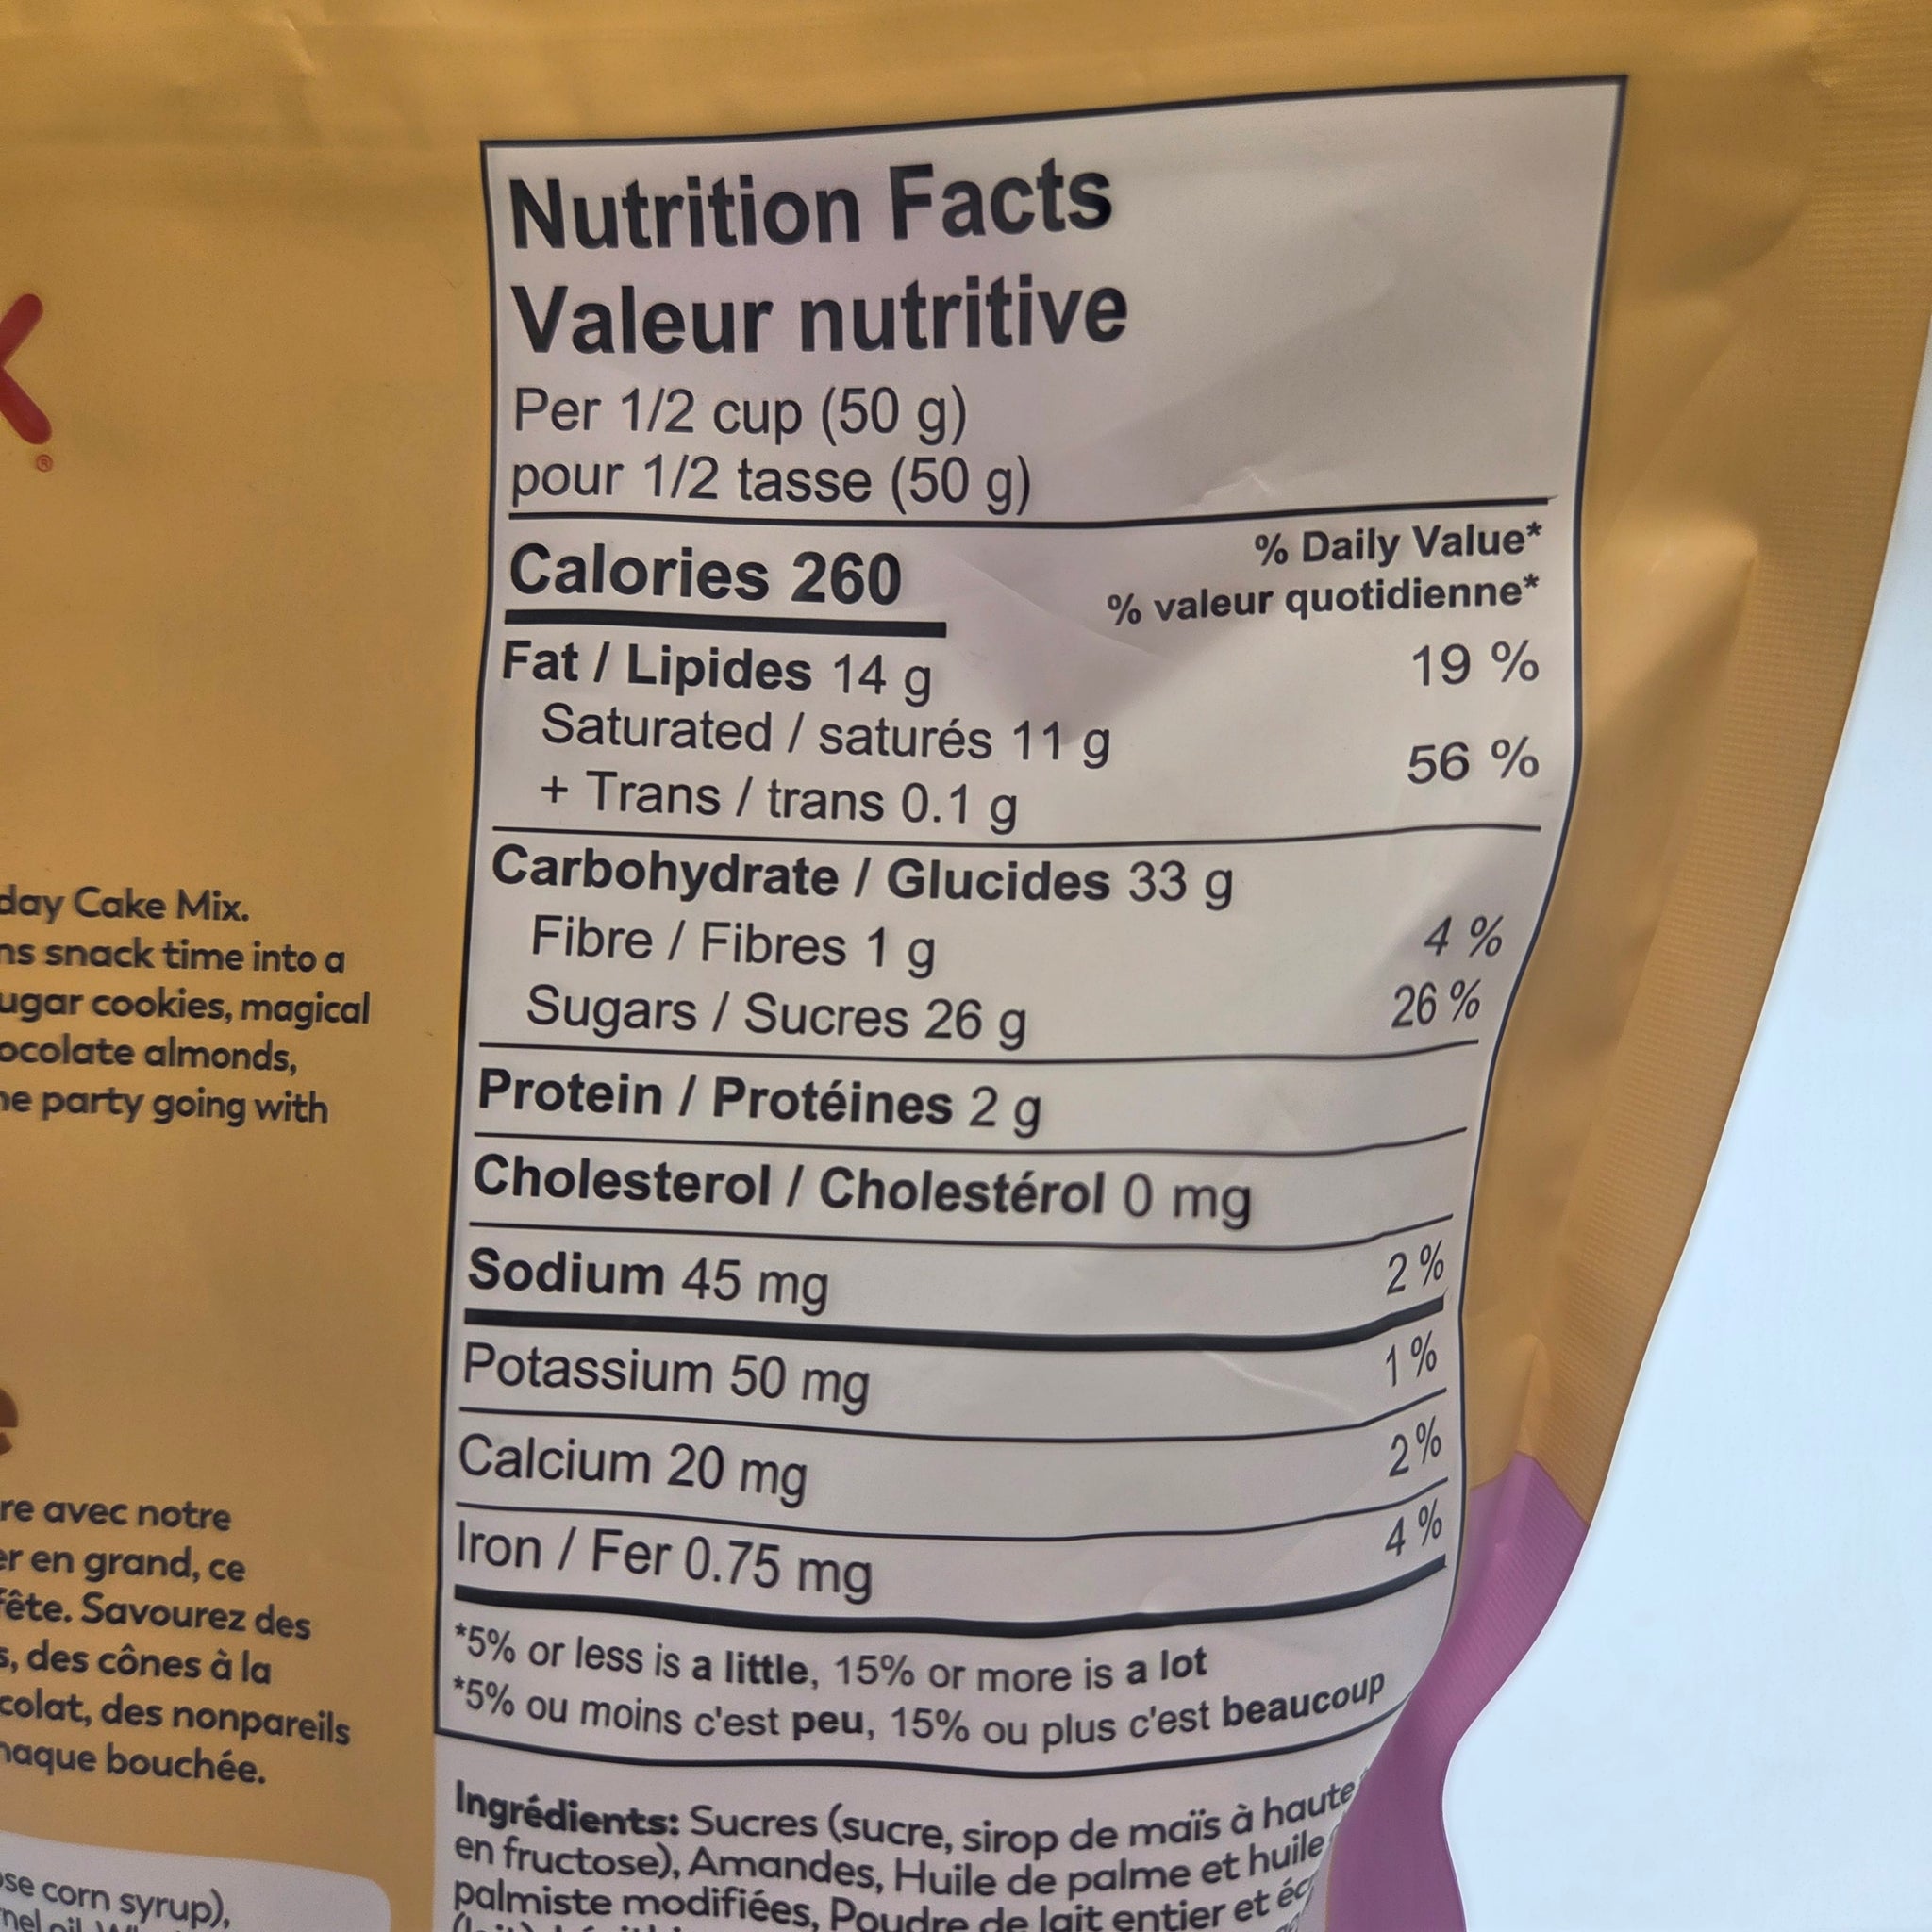 ®
day Cake Mix.
ns snack time into a
ugar cookies, magical
ocolate almonds,
ne party going with
re avec notre
er en grand, ce
fête. Savourez des
s, des cônes à la
colat, des nonpareils
haque bouchée.
se corn syrup),
Nutrition Facts
Valeur nutritive
Per 1/2 cup (50 g)
pour 1/2 tasse (50 g)
Calories 260
% Daily Value*
% valeur quotidienne*
Fat / Lipides 14 g 19 %
Saturated / saturés 11 g
+ Trans / trans 0.1 g 56 %
Carbohydrate / Glucides 33 g
Fibre / Fibres 1 g 4 %
Sugars / Sucres 26 g 26 %
Protein / Protéines 2 g
Cholesterol / Cholestérol 0 mg
Sodium 45 mg 2 %
Potassium 50 mg 1 %
Calcium 20 mg 2 %
Iron / Fer 0.75 mg 4 %
*5% or less is a little, 15% or more is a lot
*5% ou moins c'est peu, 15% ou plus c'est beaucoup
Ingrédients: Sucres (sucre, sirop de maïs à haute
en fructose), Amandes, Huile de palme et huile
palmiste modifiées, Poudre de lait entier et éc